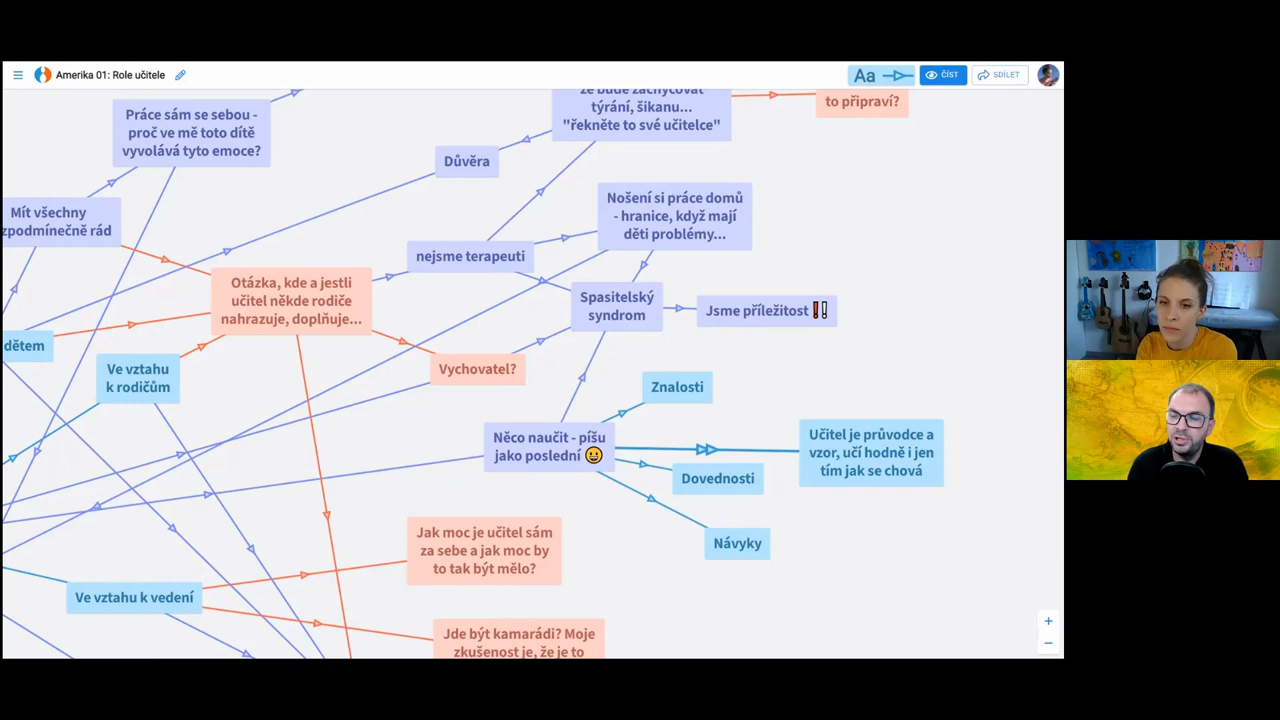 Amerika 01: Role učitele
Aa
ČÍST
SDÍLET
Práce sám se sebou -
proč ve mě toto dítě
vyvolává tyto emoce?
že bude zachycovat
týrání, šikanu...
"řekněte to své učitelce"
to připraví?
Důvěra
Mít všechny
zpodmínečně rád
Nošení si práce domů
- hranice, když mají
děti problémy...
nejsme terapeuti
Otázka, kde a jestli
učitel někde rodiče
nahrazuje, doplňuje...
Spasitelský
syndrom
Jsme příležitost ‼
dětem
Ve vztahu
k rodičům
Vychovatel?
Znalosti
Něco naučit - píšu
jako poslední 😀
Učitel je průvodce a
vzor, učí hodně i jen
tím jak se chová
Dovednosti
Návyky
Jak moc je učitel sám
za sebe a jak moc by
to tak být mělo?
Ve vztahu k vedení
Jde být kamarádi? Moje
zkušenost je, že je to
+
−